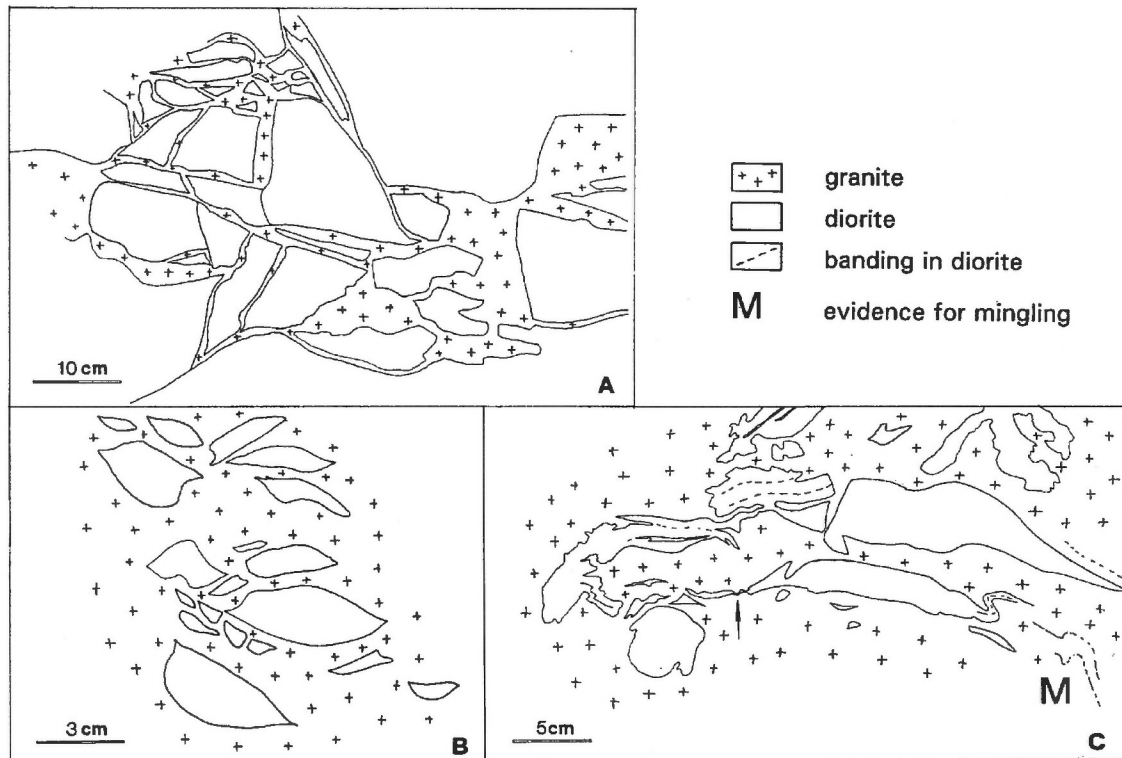 granite
diorite
banding in diorite
M evidence for mingling
10 cm
A
3 cm
B
M
5cm
C